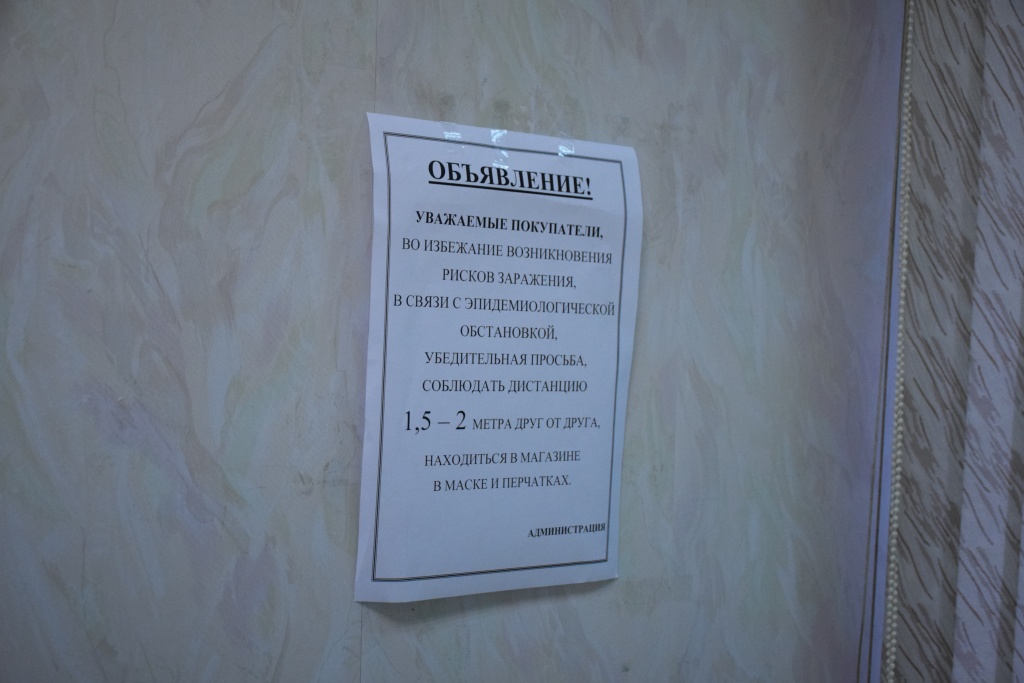 ОБЪЯВЛЕНИЕ!
УВАЖАЕМЫЕ ПОКУПАТЕЛИ,
ВО ИЗБЕЖАНИЕ ВОЗНИКНОВЕНИЯ
РИСКОВ ЗАРАЖЕНИЯ,
В СВЯЗИ С ЭПИДЕМИОЛОГИЧЕСКОЙ
ОБСТАНОВКОЙ,
УБЕДИТЕЛЬНАЯ ПРОСЬБА,
СОБЛЮДАТЬ ДИСТАНЦИЮ
1,5 – 2 МЕТРА ДРУГ ОТ ДРУГА,
НАХОДИТЬСЯ В МАГАЗИНЕ
В МАСКЕ И ПЕРЧАТКАХ.
АДМИНИСТРАЦИЯ